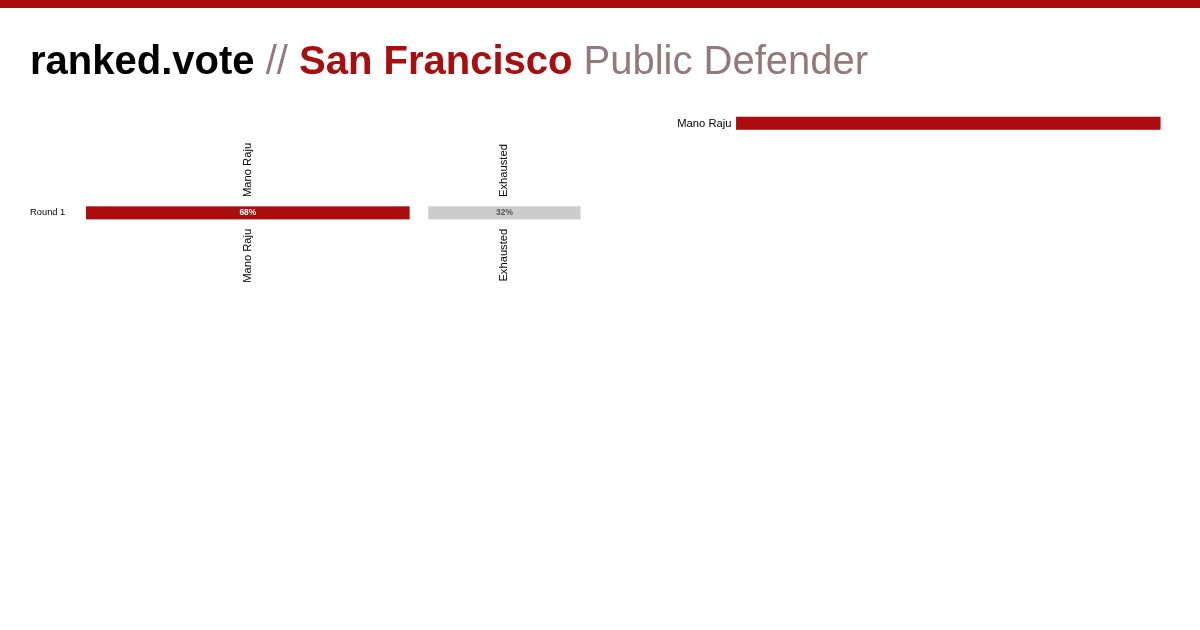 ranked.vote // San Francisco Public Defender
Mano Raju
Mano Raju
Exhausted
Round 1
68%
32%
Mano Raju
Exhausted